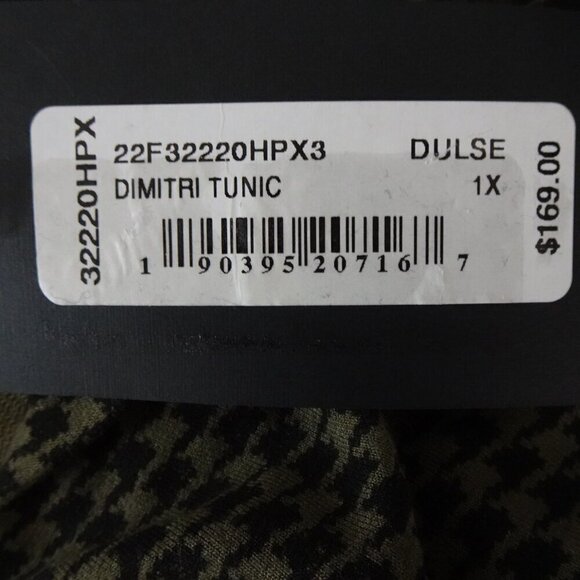 32220HPX
22F32220HPX3 DULSE
DIMITRI TUNIC 1X
1 90395 20716 7
$169.00